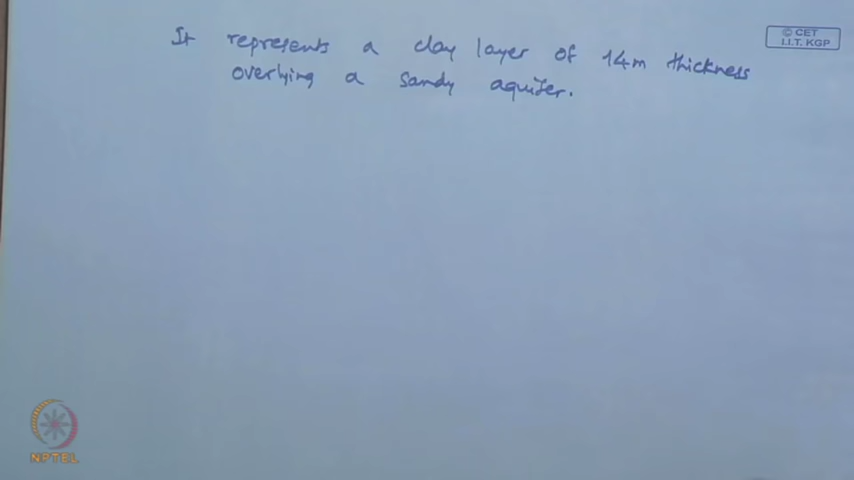 It represents a clay layer of 14m thickness
overlying a sandy aquifer.
© CET
I.I.T. KGP
NPTEL